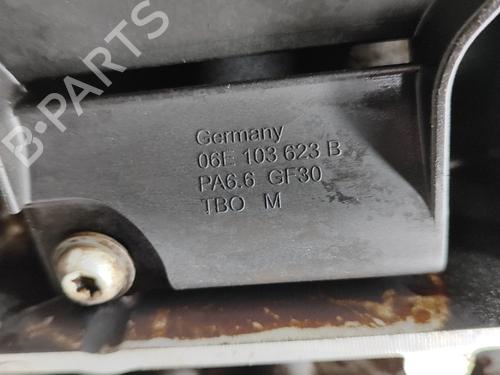 B-PARTS
Germany
06E 103 623 B
PA6.6 GF30
TBO M